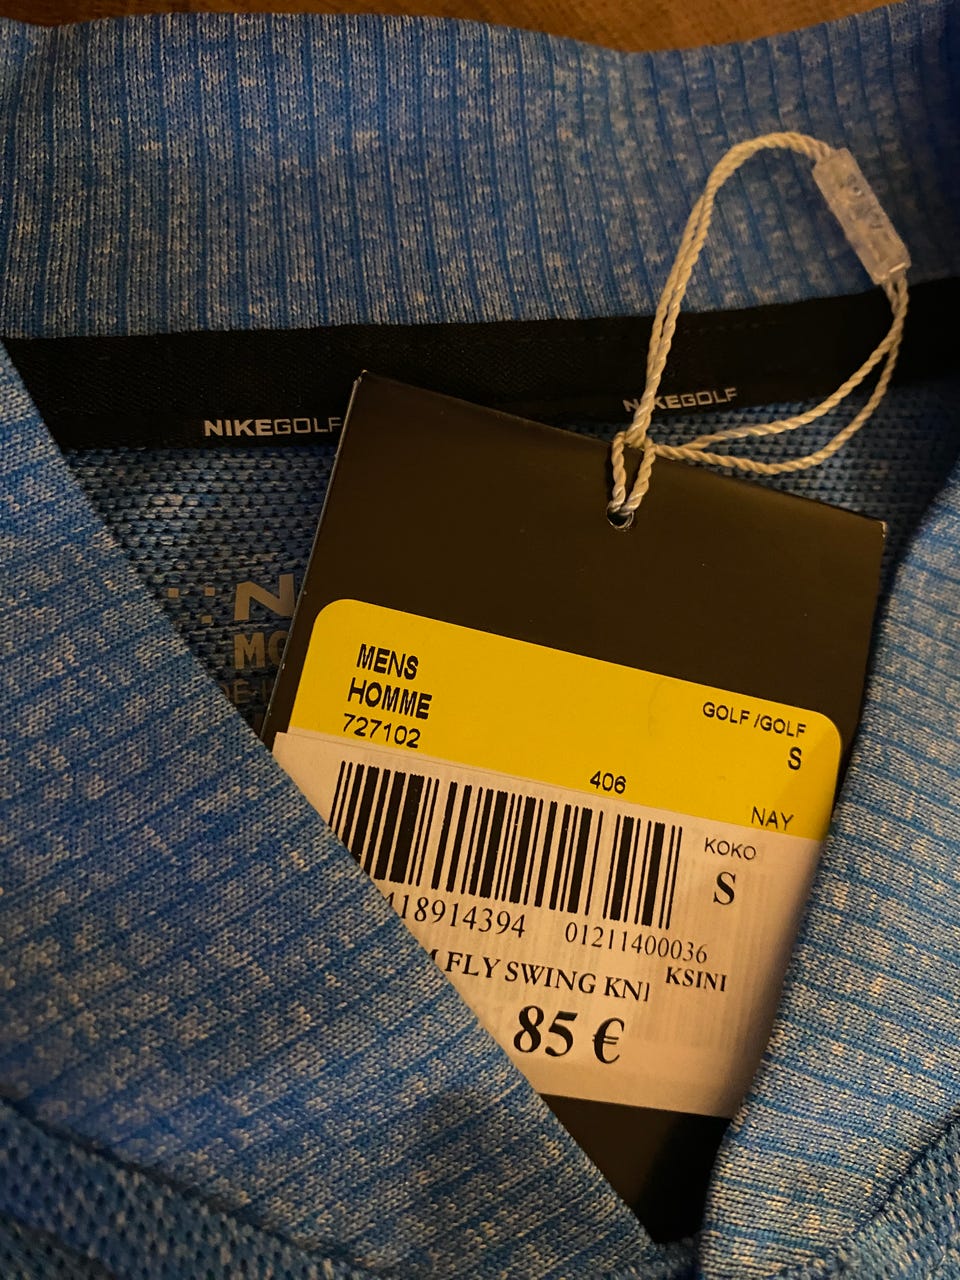 NIKEGOLF
NIKEGOLF
MENS
HOMME
727102
GOLF /GOLF
S
406
NAY
KOKO
S
418914394
01211400036
FLY SWING KNI
KSINI
85 €